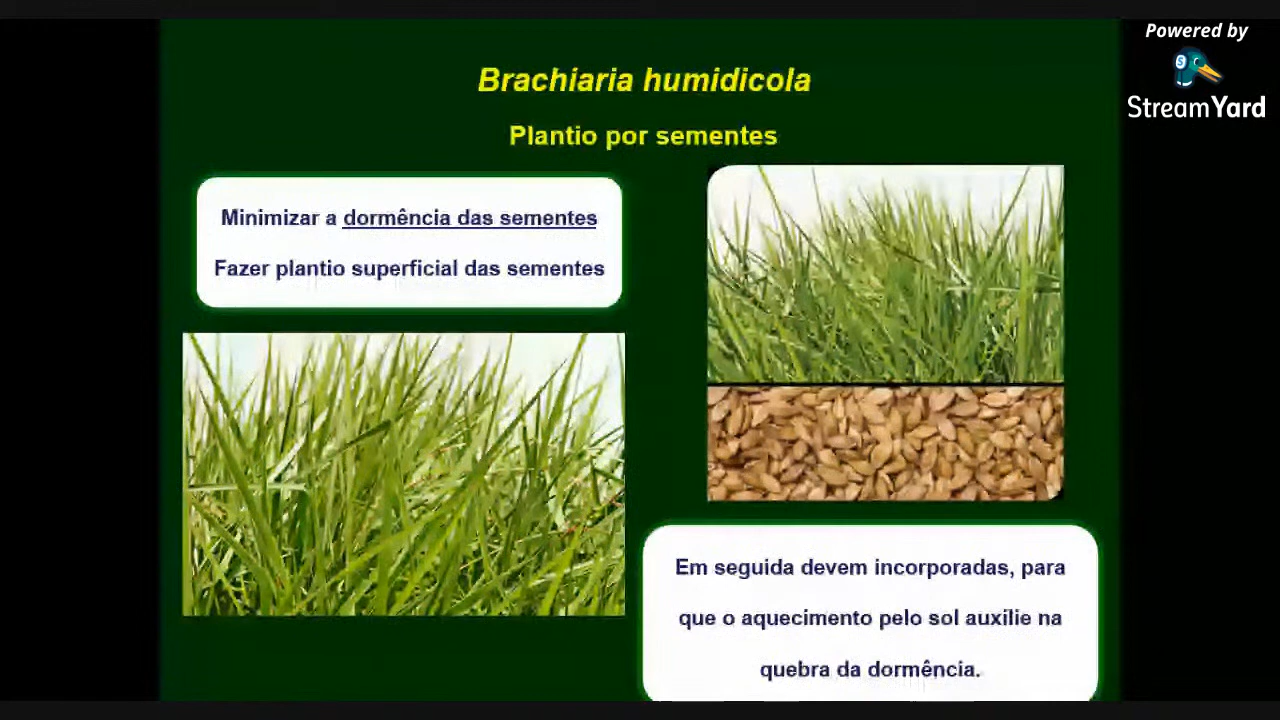 Powered by
StreamYard
Brachiaria humidicola
Plantio por sementes
Minimizar a dormência das sementes
Fazer plantio superficial das sementes
Em seguida devem incorporadas, para
que o aquecimento pelo sol auxilie na
quebra da dormência.